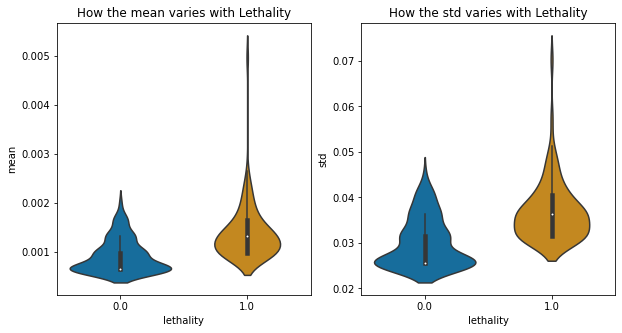 How the mean varies with Lethality
mean
0.005
0.004
0.003
0.002
0.001
0.0
1.0
lethality
How the std varies with Lethality
std
0.07
0.06
0.05
0.04
0.03
0.02
0.0
1.0
lethality